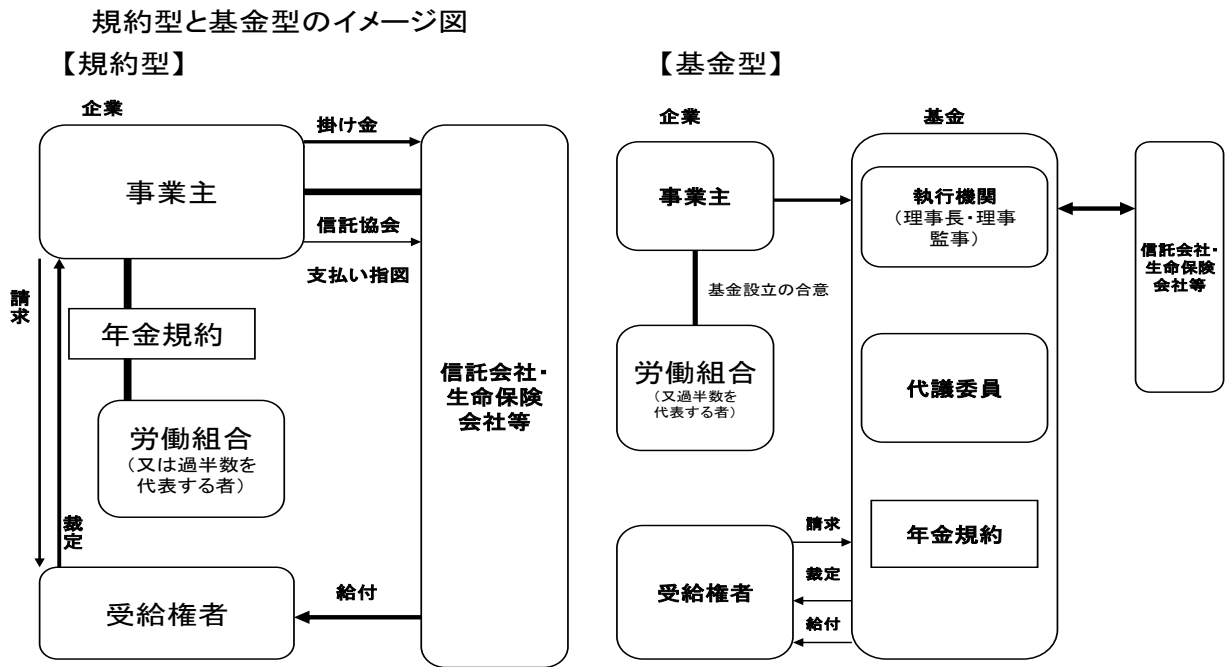 規約型と基金型のイメージ図
【規約型】
企業
事業主
掛け金
信託協会
支払い指図
請求
年金規約
労働組合
（又は過半数を
代表する者）
裁定
受給権者
給付
信託会社・
生命保険
会社等
【基金型】
企業
事業主
基金設立の合意
労働組合
（又過半数を
代表する者）
基金
執行機関
（理事長・理事
監事）
代議委員
年金規約
信託会社・
生命保険
会社等
受給権者
請求
裁定
給付